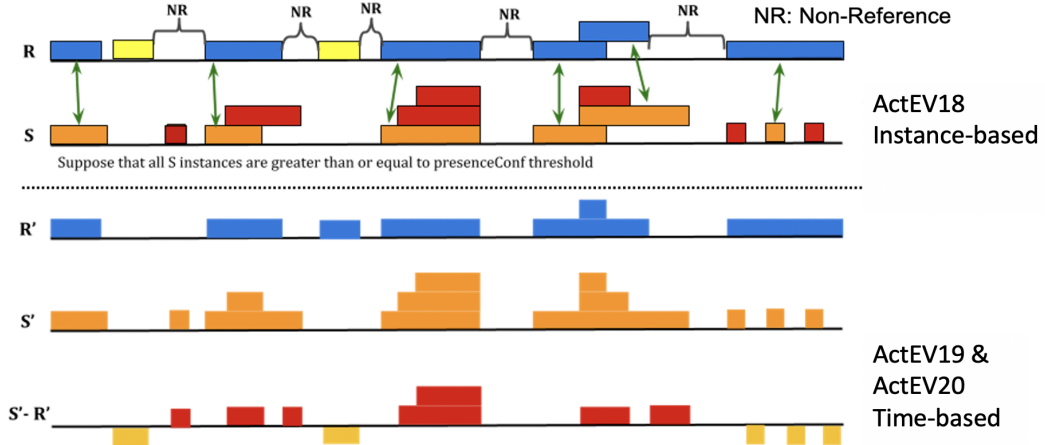 NR NR NR NR NR NR: Non-Reference
R
ActEV18
Instance-based
S
Suppose that all S instances are greater than or equal to presenceConf threshold
R'
S'
ActEV19 &
ActEV20
Time-based
S'- R'